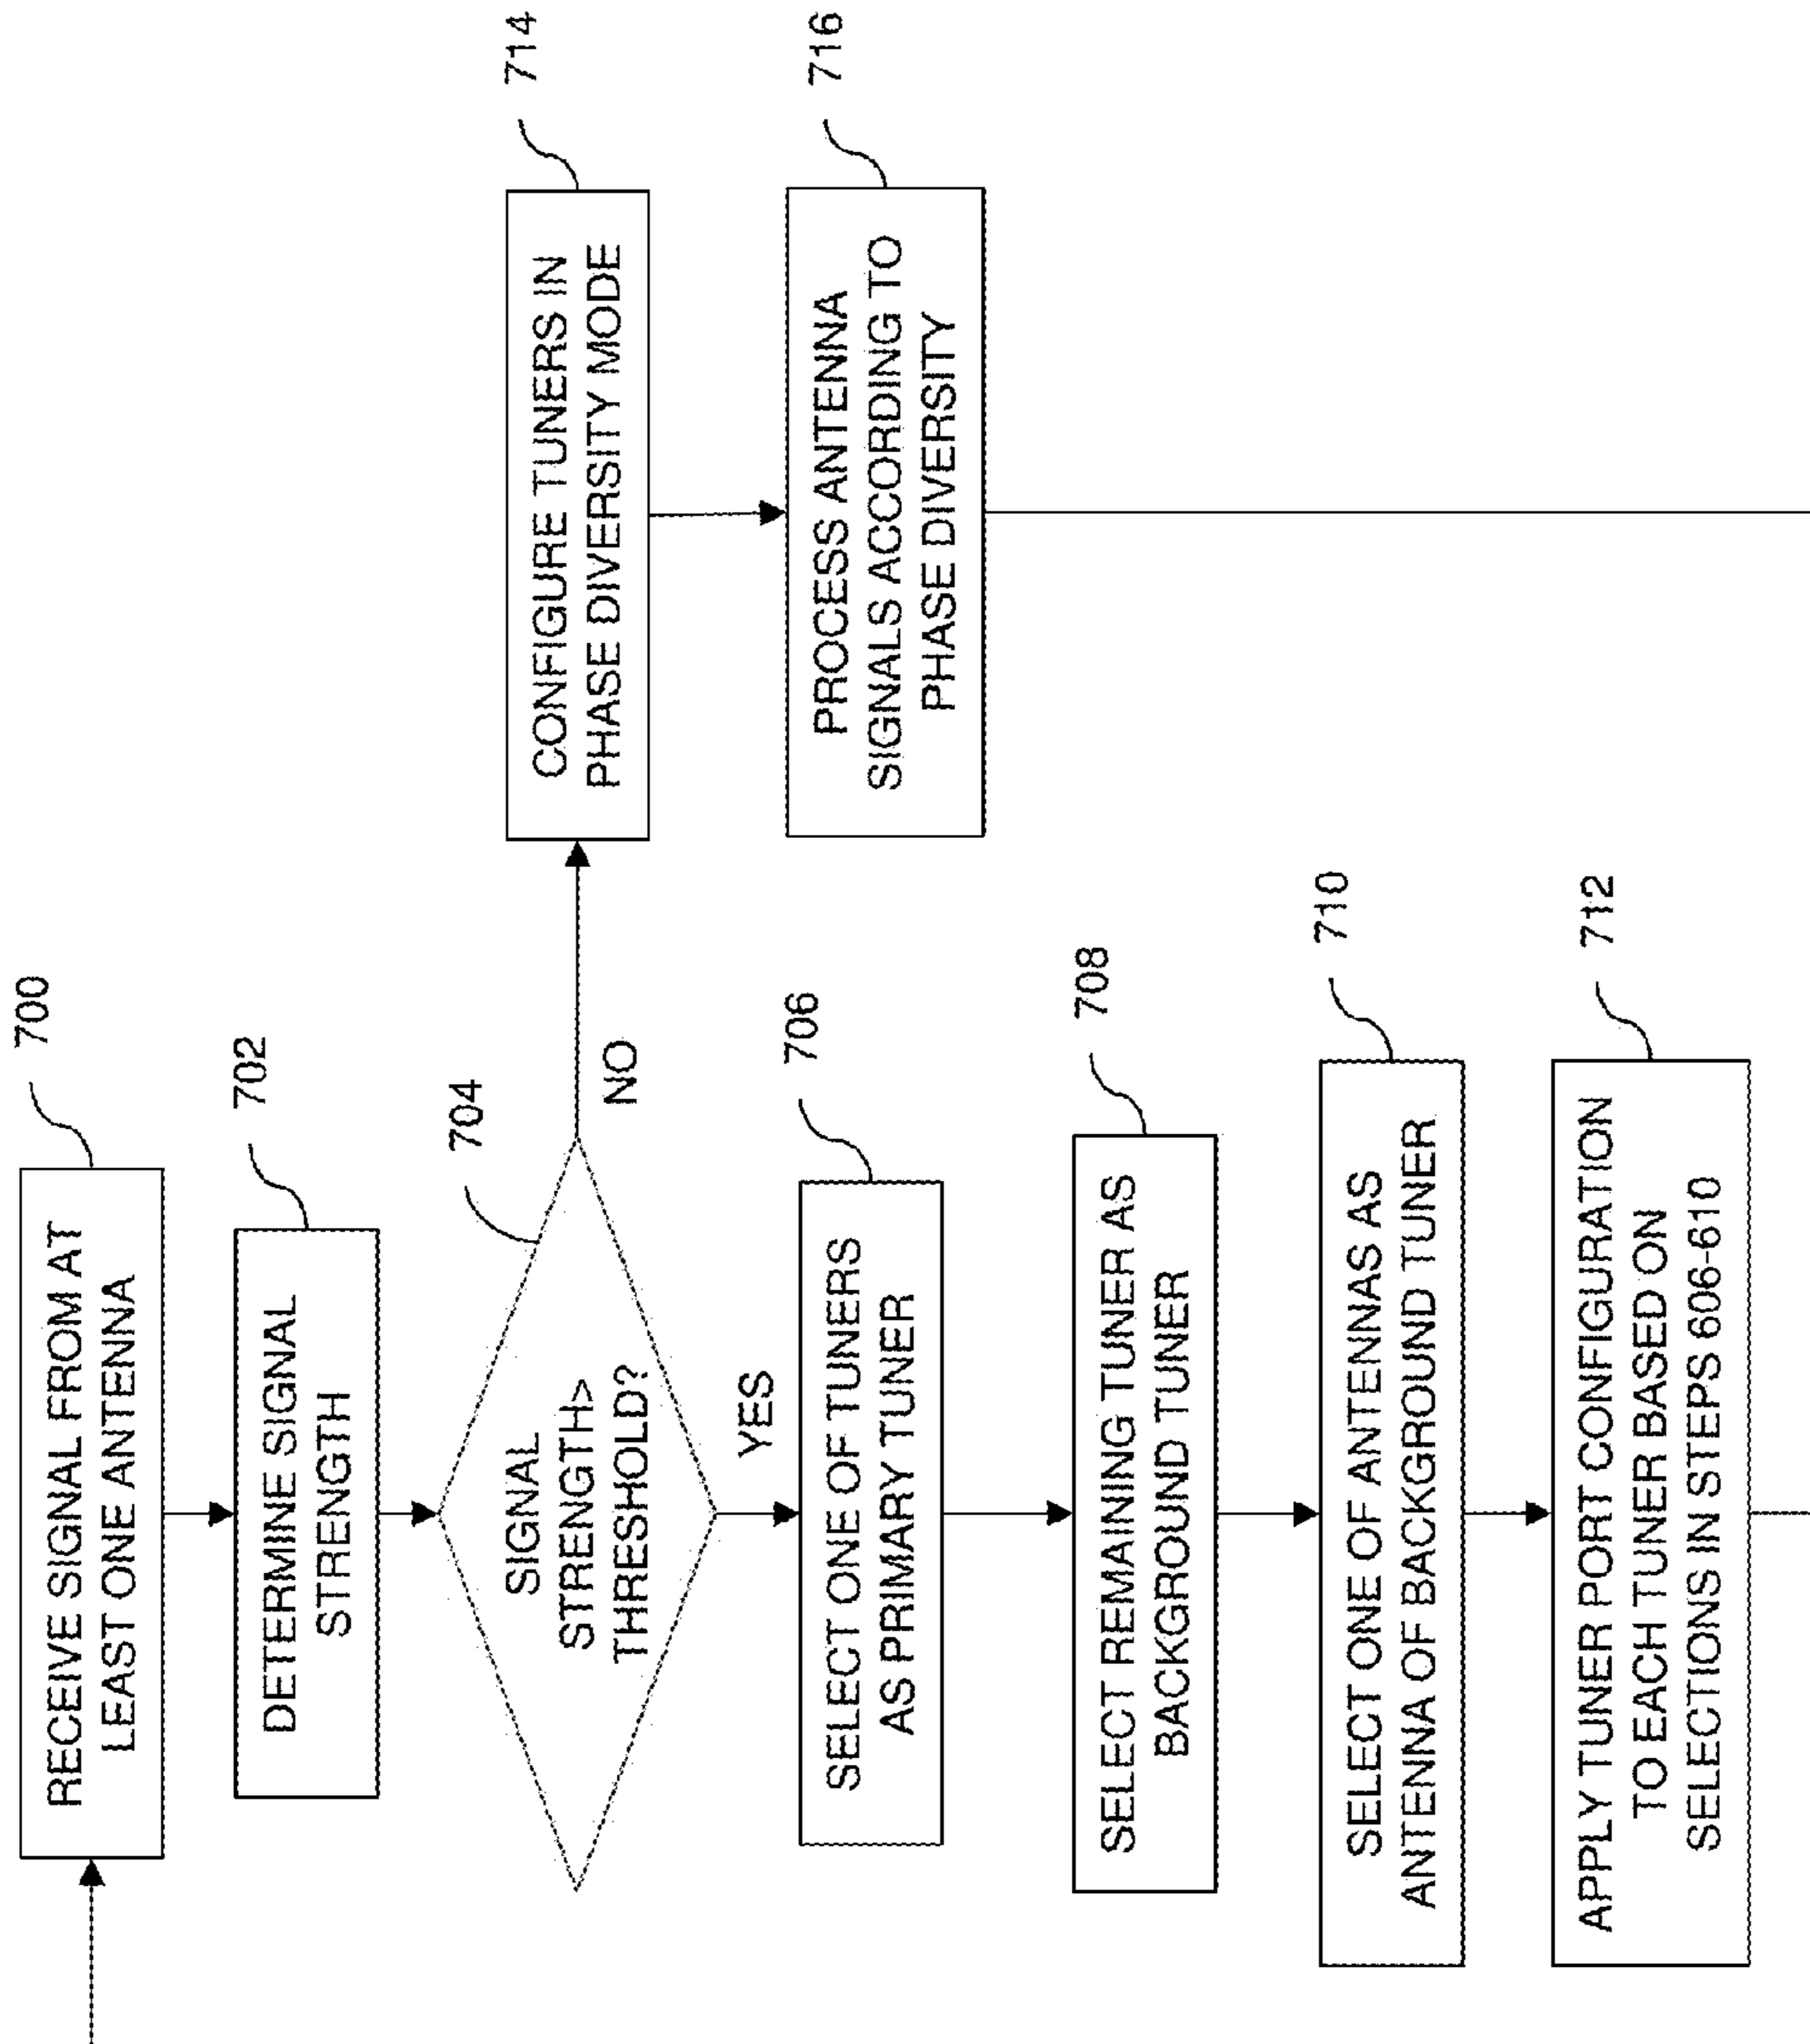 700
RECEIVE SIGNAL FROM AT
LEAST ONE ANTENNA
702
DETERMINE SIGNAL
STRENGTH
704
SIGNAL
STRENGTH>
THRESHOLD?
NO
YES
714
CONFIGURE TUNERS IN
PHASE DIVERSITY MODE
716
PROCESS ANTENNA
SIGNALS ACCORDING TO
PHASE DIVERSITY
706
SELECT ONE OF TUNERS
AS PRIMARY TUNER
708
SELECT REMAINING TUNER AS
BACKGROUND TUNER
710
SELECT ONE OF ANTENNAS AS
ANTENNA OF BACKGROUND TUNER
712
APPLY TUNER PORT CONFIGURATION
TO EACH TUNER BASED ON
SELECTIONS IN STEPS 606-610